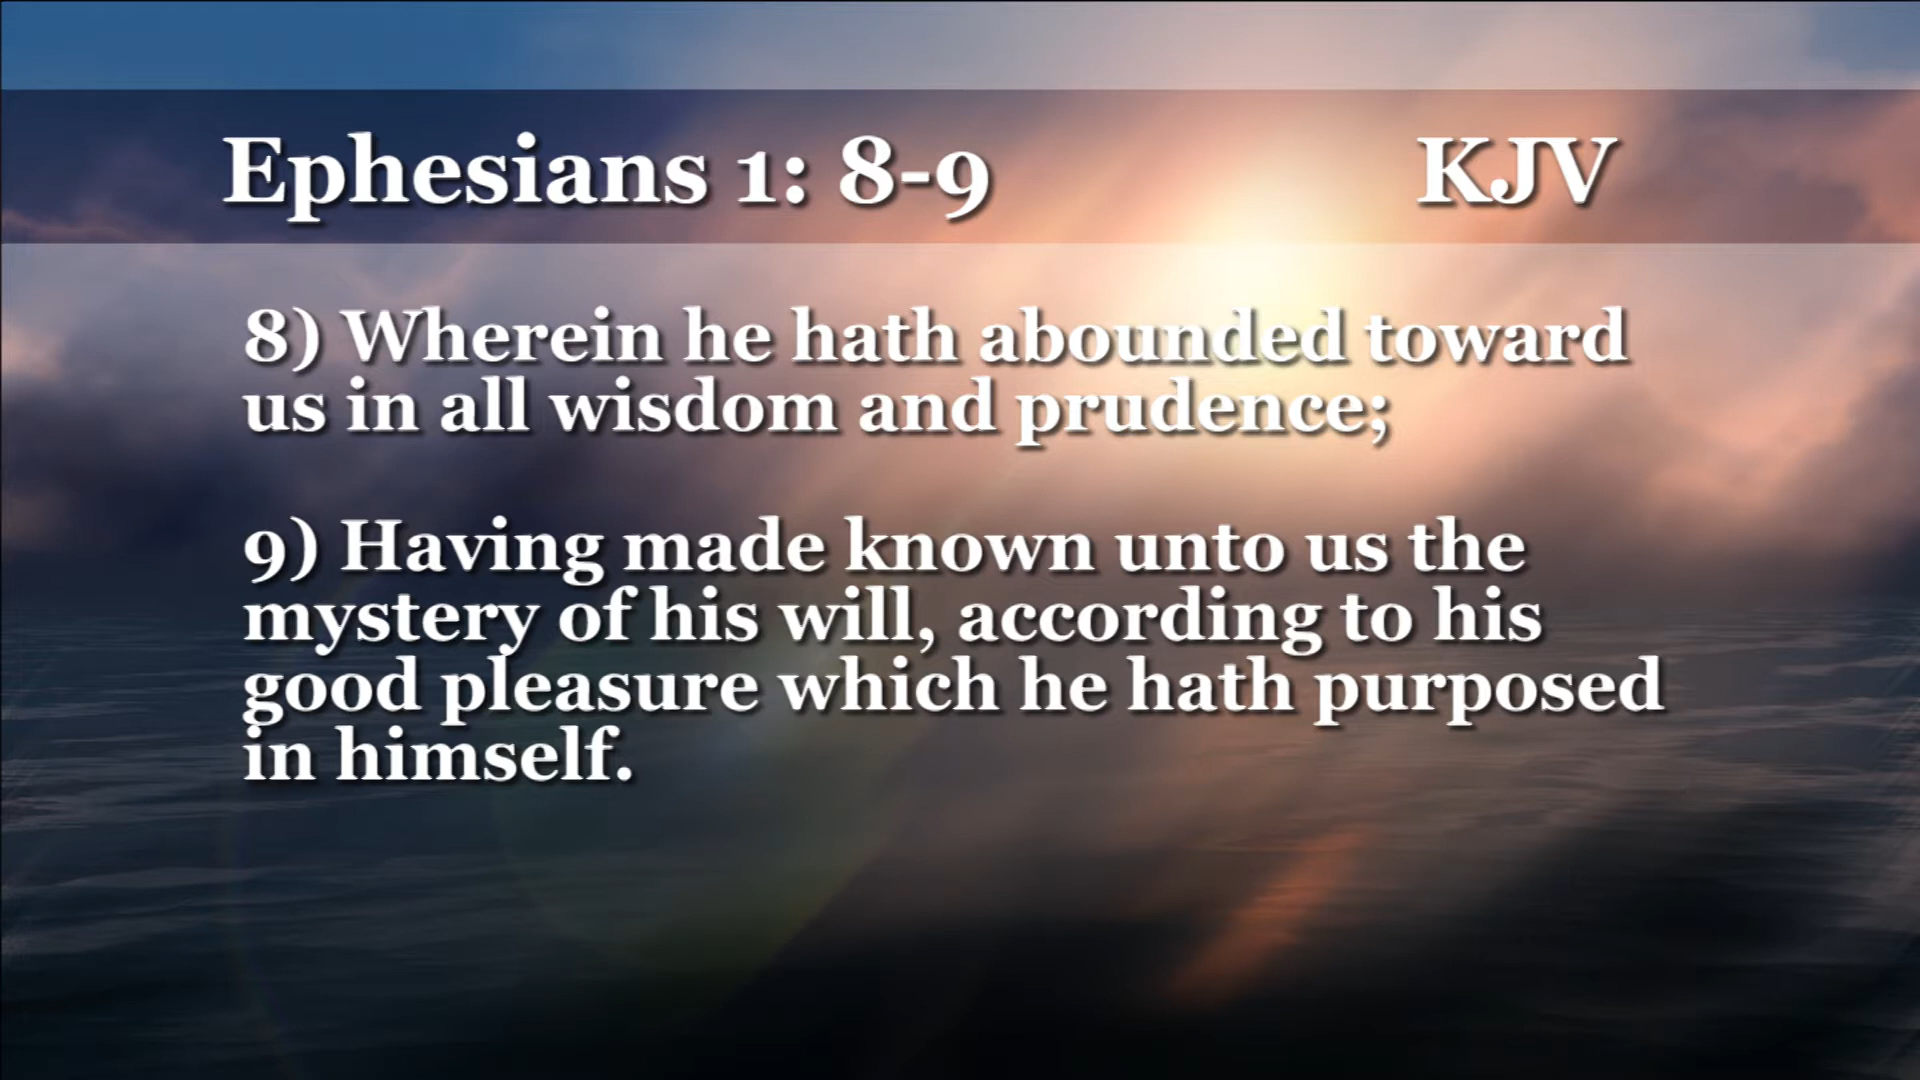 Ephesians 1: 8-9 KJV
8) Wherein he hath abounded toward
us in all wisdom and prudence;
9) Having made known unto us the
mystery of his will, according to his
good pleasure which he hath purposed
in himself.